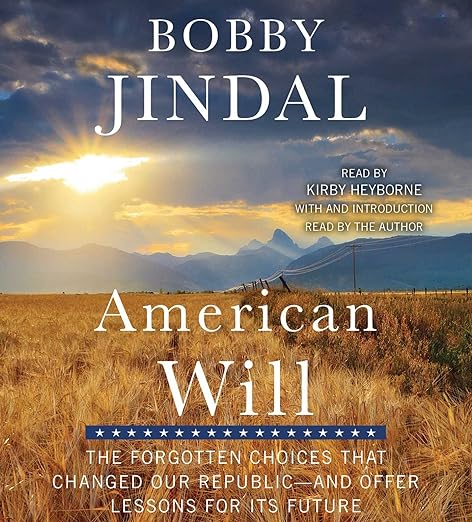 BOBBY
JINDAL
READ BY
KIRBY HEYBORNE
WITH AND INTRODUCTION
READ BY THE AUTHOR
American
Will
THE FORGOTTEN CHOICES THAT
CHANGED OUR REPUBLIC—AND OFFER
LESSONS FOR ITS FUTURE